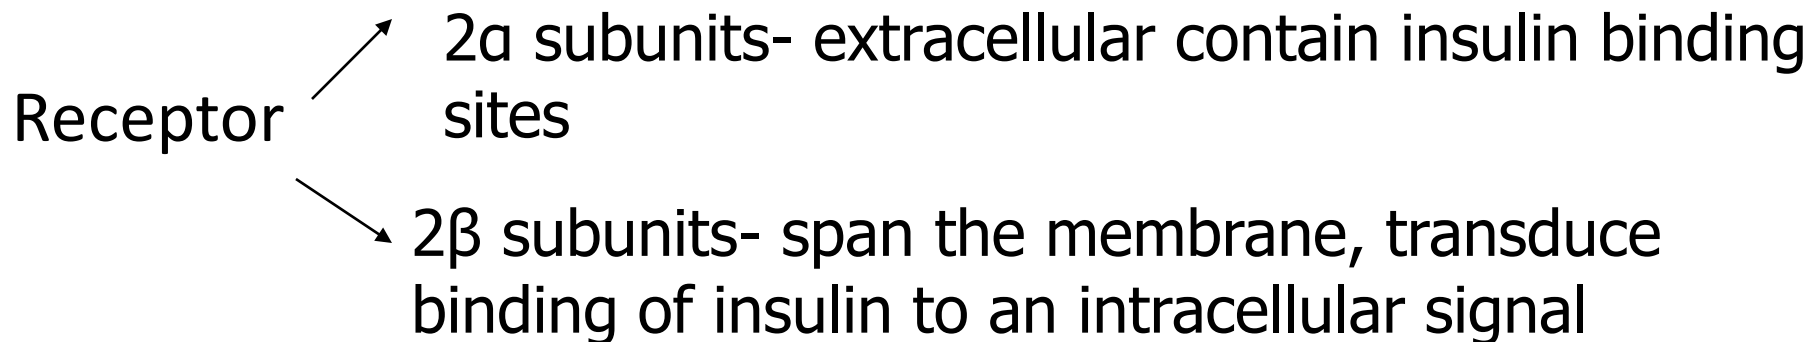 2α subunits- extracellular contain insulin binding
sites
Receptor
2β subunits- span the membrane, transduce
binding of insulin to an intracellular signal